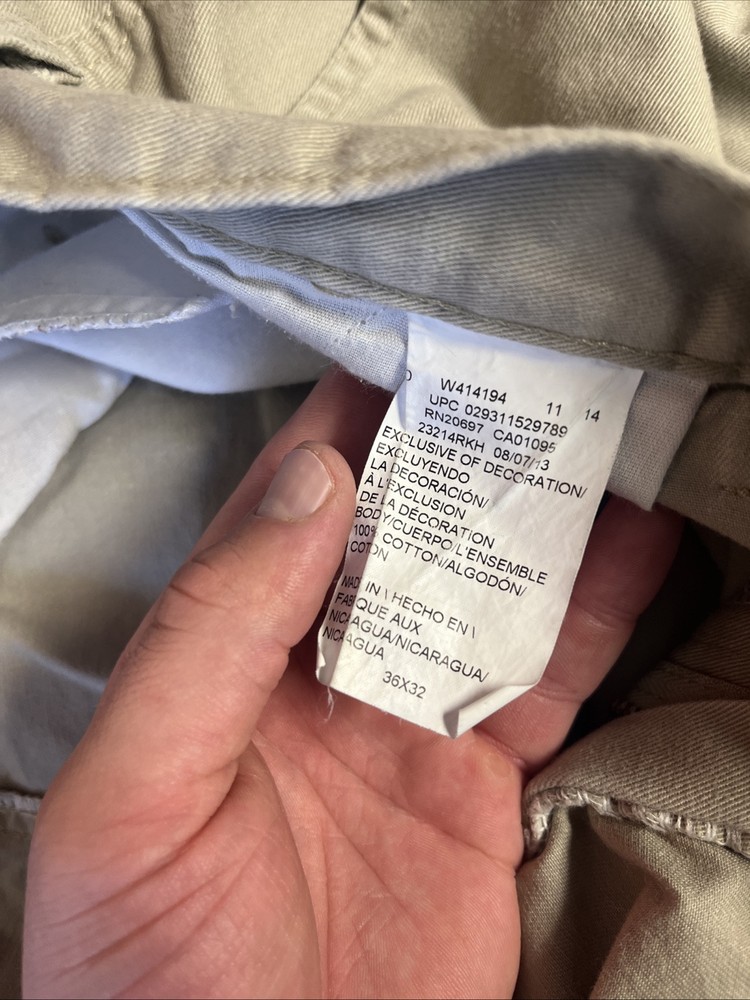 W414194 11 14
UPC 029311529789
RN20697 CA01095
23214RKH 08/07/13
EXCLUSIVE OF DECORATION/
EXCLUYENDO
LA DECORACIÓN/
À L'EXCLUSION
DE LA DÉCORATION
BODY/CUERPO/L'ENSEMBLE
100% COTTON/ALGODÓN/
COTON
MADE IN \ HECHO EN \
FABRIQUE AUX
NICARAGUA/NICARAGUA/
NICARAGUA
36X32